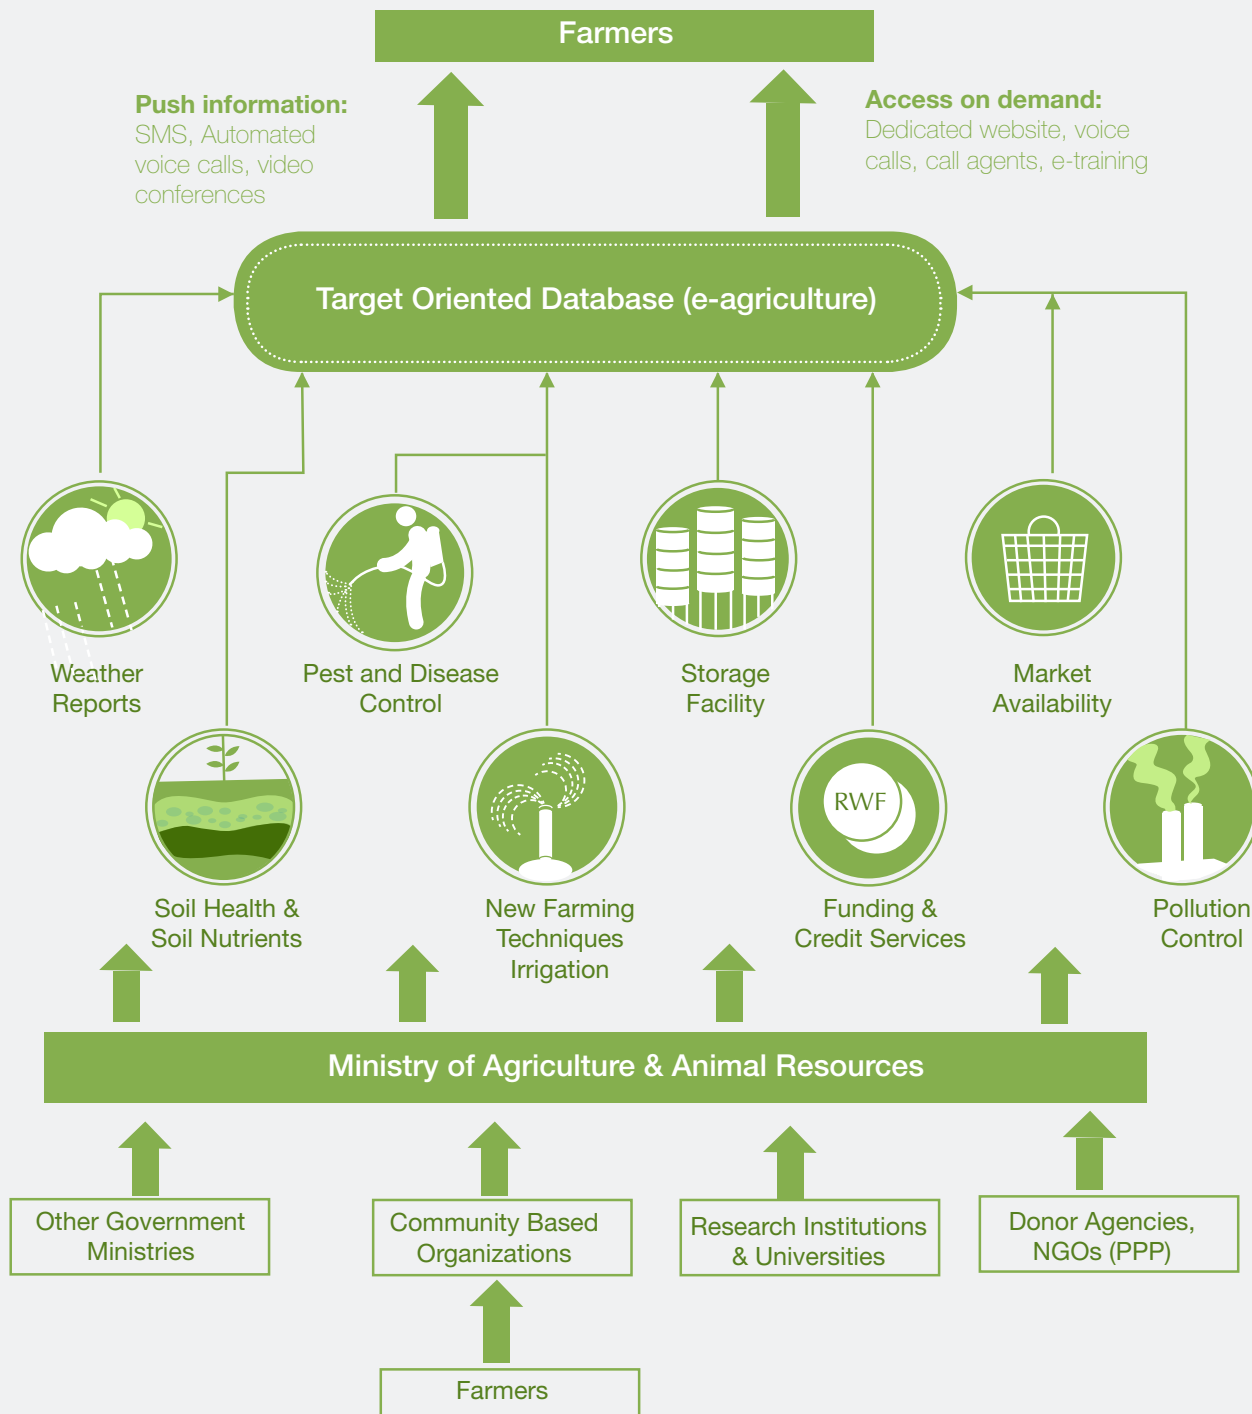 Farmers
Push information:
SMS, Automated
voice calls, video
conferences
Access on demand:
Dedicated website, voice
calls, call agents, e-training
Target Oriented Database (e-agriculture)
Weather
Reports
Pest and Disease
Control
Storage
Facility
Market
Availability
RWF
Soil Health &
Soil Nutrients
New Farming
Techniques
Irrigation
Funding &
Credit Services
Pollution
Control
Ministry of Agriculture & Animal Resources
Other Government
Ministries
Community Based
Organizations
Research Institutions
& Universities
Donor Agencies,
NGOs (PPP)
Farmers